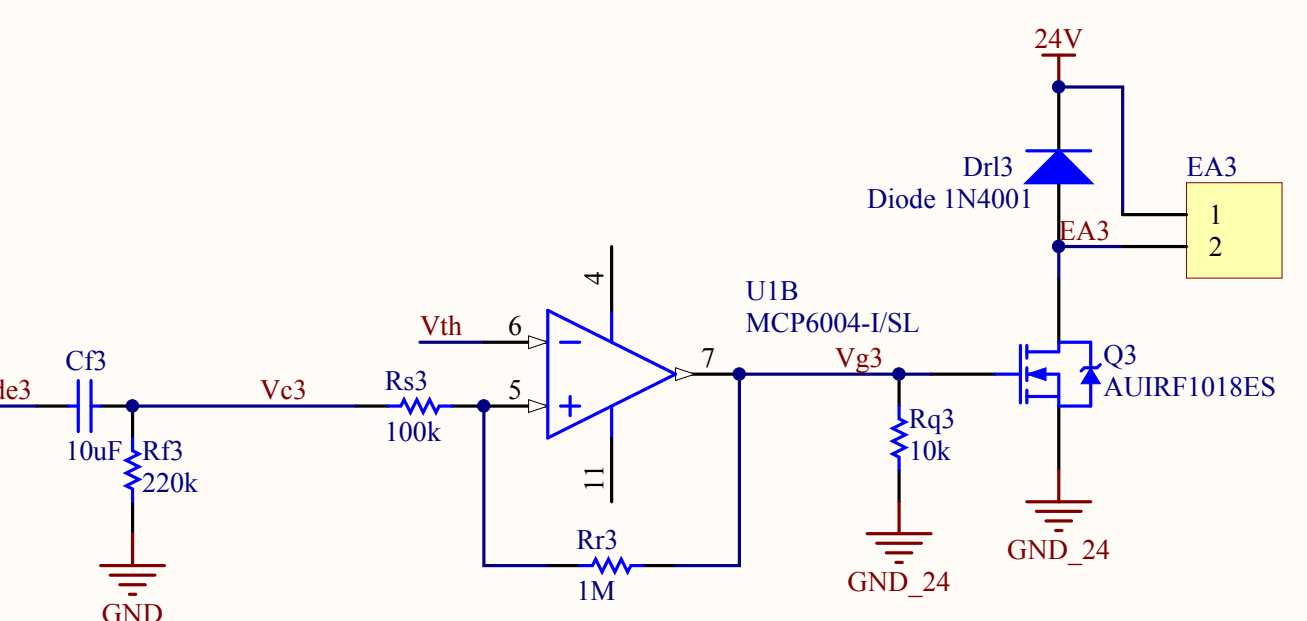 24V
Drl3
Diode 1N4001
EA3
1
2
EA3
4
U1B
MCP6004-I/SL
Vth
6
5
7
Vg3
Q3
AUIRF1018ES
de3
Cf3
10uF
Rf3
220k
Vc3
Rs3
100k
11
Rq3
10k
Rr3
1M
GND
GND_24
GND_24